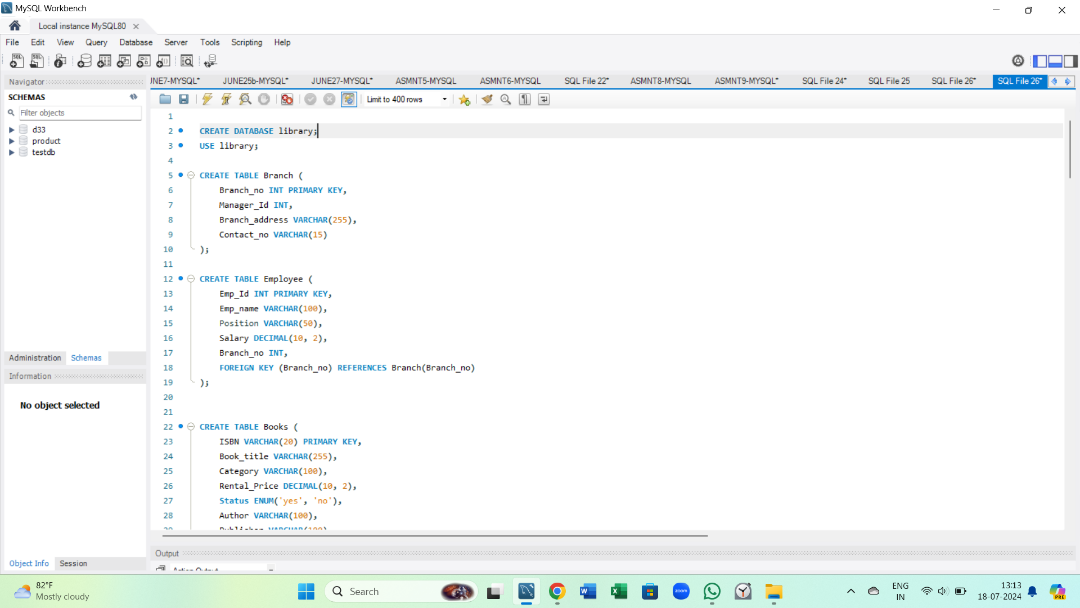 MySQL Workbench
Local instance MySQL80
File Edit View Query Database Server Tools Scripting Help
Navigator
SCHEMAS
Filter objects
d33
product
testdb
Administration Schemas
Information
No object selected
Object Info Session
JNE7-MYSQL* JUNE25b-MYSQL* JUNE27-MYSQL* ASMNT5-MYSQL ASMNT6-MYSQL SQL File 22* ASMNT8-MYSQL ASMNT9-MYSQL* SQL File 24* SQL File 25 SQL File 26* SQL File 26*
Limit to 400 rows
1
2 CREATE DATABASE library;
3 USE library;
4
5 CREATE TABLE Branch (
6 Branch_no INT PRIMARY KEY,
7 Manager_Id INT,
8 Branch_address VARCHAR(255),
9 Contact_no VARCHAR(15)
10 );
11
12 CREATE TABLE Employee (
13 Emp_Id INT PRIMARY KEY,
14 Emp_name VARCHAR(100),
15 Position VARCHAR(50),
16 Salary DECIMAL(10, 2),
17 Branch_no INT,
18 FOREIGN KEY (Branch_no) REFERENCES Branch(Branch_no)
19 );
20
21
22 CREATE TABLE Books (
23 ISBN VARCHAR(20) PRIMARY KEY,
24 Book_title VARCHAR(255),
25 Category VARCHAR(100),
26 Rental_Price DECIMAL(10, 2),
27 Status ENUM('yes', 'no'),
28 Author VARCHAR(100),
29 Publisher VARCHAR(100)
Output
Action Output
82°F
Mostly cloudy
Search
ENG
IN
13:13
18-07-2024